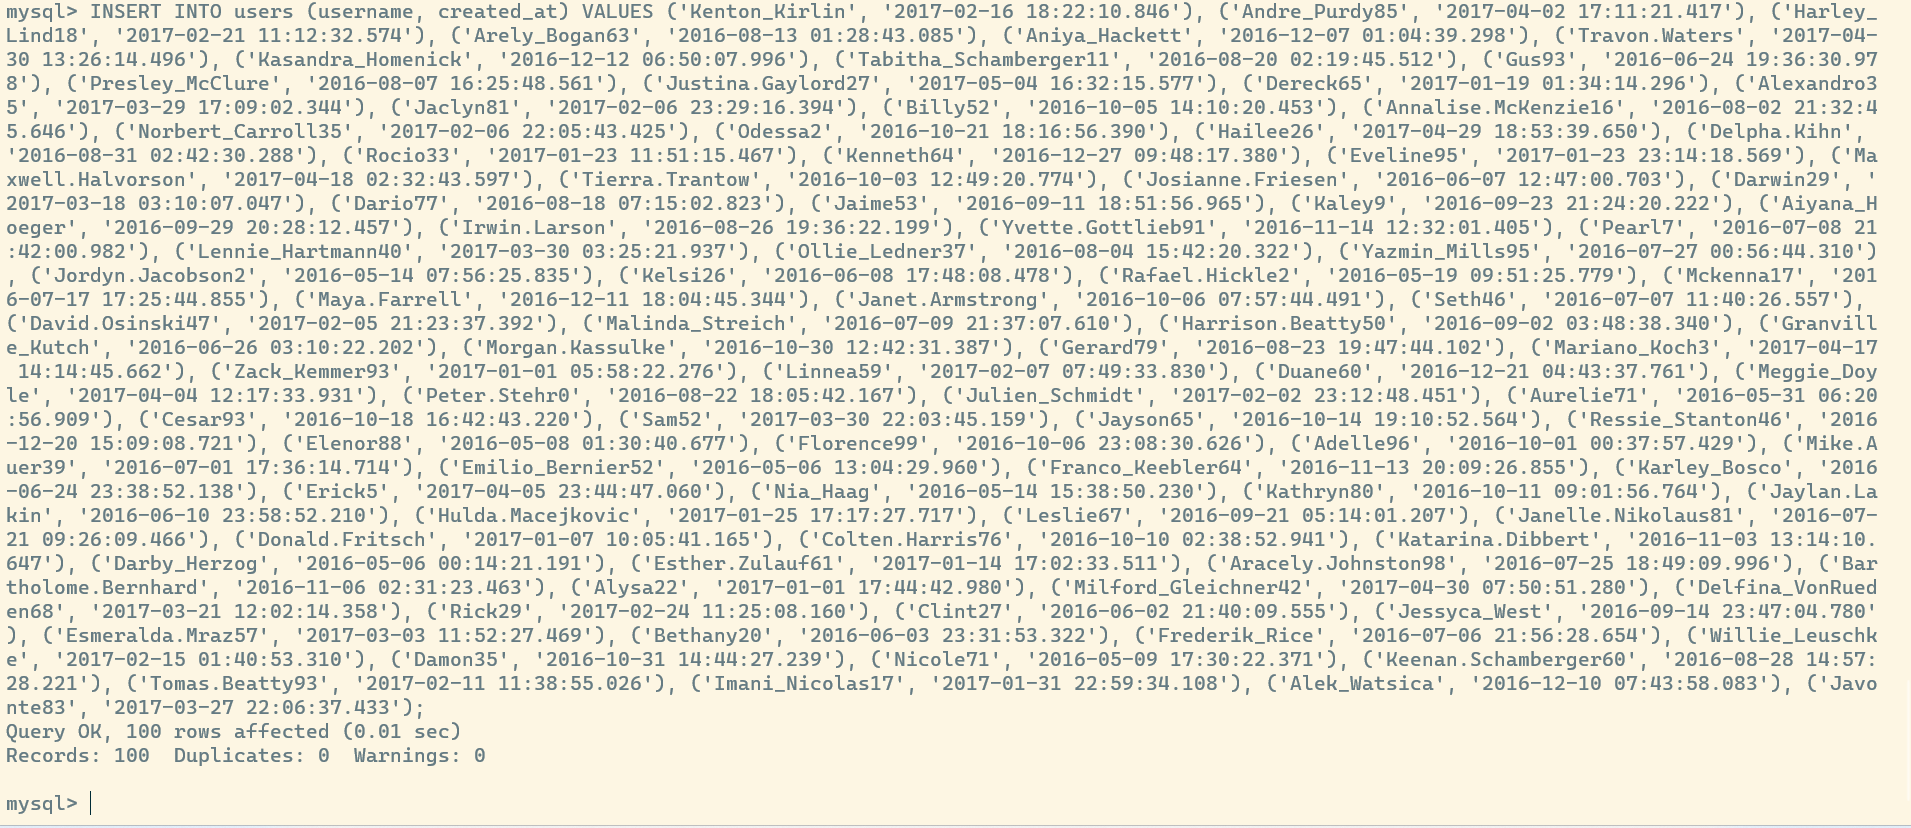 mysql> INSERT INTO users (username, created_at) VALUES ('Kenton_Kirlin', '2017-02-16 18:22:10.846'), ('Andre_Purdy85', '2017-04-02 17:11:21.417'), ('Harley_
Lind18', '2017-02-21 11:12:32.574'), ('Arely_Bogan63', '2016-08-13 01:28:43.085'), ('Aniya_Hackett', '2016-12-07 01:04:39.298'), ('Travon.Waters', '2017-04-
30 13:26:14.496'), ('Kasandra_Homenick', '2016-12-12 06:50:07.996'), ('Tabitha_Schamberger11', '2016-08-20 02:19:45.512'), ('Gus93', '2016-06-24 19:36:30.97
8'), ('Presley_McClure', '2016-08-07 16:25:48.561'), ('Justina.Gaylord27', '2017-05-04 16:32:15.577'), ('Dereck65', '2017-01-19 01:34:14.296'), ('Alexandro3
5', '2017-03-29 17:09:02.344'), ('Jaclyn81', '2017-02-06 23:29:16.394'), ('Billy52', '2016-10-05 14:10:20.453'), ('Annalise.McKenzie16', '2016-08-02 21:32:4
5.646'), ('Norbert_Carroll35', '2017-02-06 22:05:43.425'), ('Odessa2', '2016-10-21 18:16:56.390'), ('Hailee26', '2017-04-29 18:53:39.650'), ('Delpha.Kihn',
'2016-08-31 02:42:30.288'), ('Rocio33', '2017-01-23 11:51:15.467'), ('Kenneth64', '2016-12-27 09:48:17.380'), ('Eveline95', '2017-01-23 23:14:18.569'), ('Ma
xwell.Halvorson', '2017-04-18 02:32:43.597'), ('Tierra.Trantow', '2016-10-03 12:49:20.774'), ('Josianne.Friesen', '2016-06-07 12:47:00.703'), ('Darwin29', '
2017-03-18 03:10:07.047'), ('Dario77', '2016-08-18 07:15:02.823'), ('Jaime53', '2016-09-11 18:51:56.965'), ('Kaley9', '2016-09-23 21:24:20.222'), ('Aiyana_H
oeger', '2016-09-29 20:28:12.457'), ('Irwin.Larson', '2016-08-26 19:36:22.199'), ('Yvette.Gottlieb91', '2016-11-14 12:32:01.405'), ('Pearl7', '2016-07-08 21
:42:00.982'), ('Lennie_Hartmann40', '2017-03-30 03:25:21.937'), ('Ollie_Ledner37', '2016-08-04 15:42:20.322'), ('Yazmin_Mills95', '2016-07-27 00:56:44.310')
, ('Jordyn.Jacobson2', '2016-05-14 07:56:25.835'), ('Kelsi26', '2016-06-08 17:48:08.478'), ('Rafael.Hickle2', '2016-05-19 09:51:25.779'), ('Mckenna17', '201
6-07-17 17:25:44.855'), ('Maya.Farrell', '2016-12-11 18:04:45.344'), ('Janet.Armstrong', '2016-10-06 07:57:44.491'), ('Seth46', '2016-07-07 11:40:26.557'),
('David.Osinski47', '2017-02-05 21:23:37.392'), ('Malinda_Streich', '2016-07-09 21:37:07.610'), ('Harrison.Beatty50', '2016-09-02 03:48:38.340'), ('Granvill
e_Kutch', '2016-06-26 03:10:22.202'), ('Morgan.Kassulke', '2016-10-30 12:42:31.387'), ('Gerard79', '2016-08-23 19:47:44.102'), ('Mariano_Koch3', '2017-04-17
 14:14:45.662'), ('Zack_Kemmer93', '2017-01-01 05:58:22.276'), ('Linnea59', '2017-02-07 07:49:33.830'), ('Duane60', '2016-12-21 04:43:37.761'), ('Meggie_Doy
le', '2017-04-04 12:17:33.931'), ('Peter.Stehr0', '2016-08-22 18:05:42.167'), ('Julien_Schmidt', '2017-02-02 23:12:48.451'), ('Aurelie71', '2016-05-31 06:20
:56.909'), ('Cesar93', '2016-10-18 16:42:43.220'), ('Sam52', '2017-03-30 22:03:45.159'), ('Jayson65', '2016-10-14 19:10:52.564'), ('Ressie_Stanton46', '2016
-12-20 15:09:08.721'), ('Elenor88', '2016-05-08 01:30:40.677'), ('Florence99', '2016-10-06 23:08:30.626'), ('Adelle96', '2016-10-01 00:37:57.429'), ('Mike.A
uer39', '2016-07-01 17:36:14.714'), ('Emilio_Bernier52', '2016-05-06 13:04:29.960'), ('Franco_Keebler64', '2016-11-13 20:09:26.855'), ('Karley_Bosco', '2016
-06-24 23:38:52.138'), ('Erick5', '2017-04-05 23:44:47.060'), ('Nia_Haag', '2016-05-14 15:38:50.230'), ('Kathryn80', '2016-10-11 09:01:56.764'), ('Jaylan.La
kin', '2016-06-10 23:58:52.210'), ('Hulda.Macejkovic', '2017-01-25 17:17:27.717'), ('Leslie67', '2016-09-21 05:14:01.207'), ('Janelle.Nikolaus81', '2016-07-
21 09:26:09.466'), ('Donald.Fritsch', '2017-01-07 10:05:41.165'), ('Colten.Harris76', '2016-10-10 02:38:52.941'), ('Katarina.Dibbert', '2016-11-03 13:14:10.
647'), ('Darby_Herzog', '2016-05-06 00:14:21.191'), ('Esther.Zulauf61', '2017-01-14 17:02:33.511'), ('Aracely.Johnston98', '2016-07-25 18:49:09.996'), ('Bar
tholome.Bernhard', '2016-11-06 02:31:23.463'), ('Alysa22', '2017-01-01 17:44:42.980'), ('Milford_Gleichner42', '2017-04-30 07:50:51.280'), ('Delfina_VonRued
en68', '2017-03-21 12:02:14.358'), ('Rick29', '2017-02-24 11:25:08.160'), ('Clint27', '2016-06-02 21:40:09.555'), ('Jessyca_West', '2016-09-14 23:47:04.780'
), ('Esmeralda.Mraz57', '2017-03-03 11:52:27.469'), ('Bethany20', '2016-06-03 23:31:53.322'), ('Frederik_Rice', '2016-07-06 21:56:28.654'), ('Willie_Leuschk
e', '2017-02-15 01:40:53.310'), ('Damon35', '2016-10-31 14:44:27.239'), ('Nicole71', '2016-05-09 17:30:22.371'), ('Keenan.Schamberger60', '2016-08-28 14:57:
28.221'), ('Tomas.Beatty93', '2017-02-11 11:38:55.026'), ('Imani_Nicolas17', '2017-01-31 22:59:34.108'), ('Alek_Watsica', '2016-12-10 07:43:58.083'), ('Javo
nte83', '2017-03-27 22:06:37.433');
Query OK, 100 rows affected (0.01 sec)
Records: 100  Duplicates: 0  Warnings: 0
mysql>